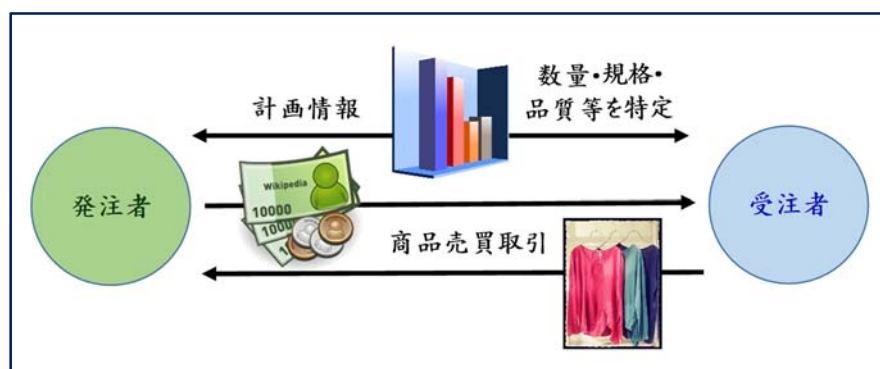 数量・規格・
計画情報
品質等を特定
Wikipedia
10000
発注者
受注者
商品売買取引